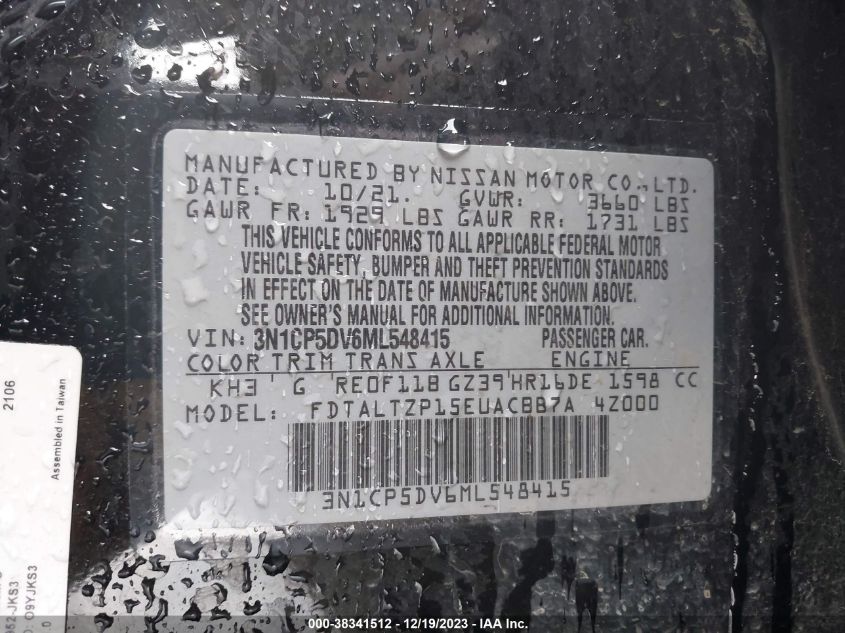 MANUFACTURED BY NISSAN MOTOR CO.,LTD.
DATE: 10/21. GVWR: 3660 LBS
GAWR FR: 1929 LBS GAWR RR: 1731 LBS
THIS VEHICLE CONFORMS TO ALL APPLICABLE FEDERAL MOTOR
VEHICLE SAFETY, BUMPER AND THEFT PREVENTION STANDARDS
IN EFFECT ON THE DATE OF MANUFACTURE SHOWN ABOVE.
SEE OWNER'S MANUAL FOR ADDITIONAL INFORMATION.
VIN: 3N1CP5DV6ML548415 PASSENGER CAR.
COLOR TRIM TRANS AXLE ENGINE
KH3 G RE0F11B GZ39 HR16DE 1598 CC
MODEL: FDTALTZP15EUACBB7A 4Z000
3N1CP5DV6ML548415
2106
Assembled in Taiwan
52-JKS3
O9YJKS3
000-38341512 - 12/19/2023 - IAA Inc.